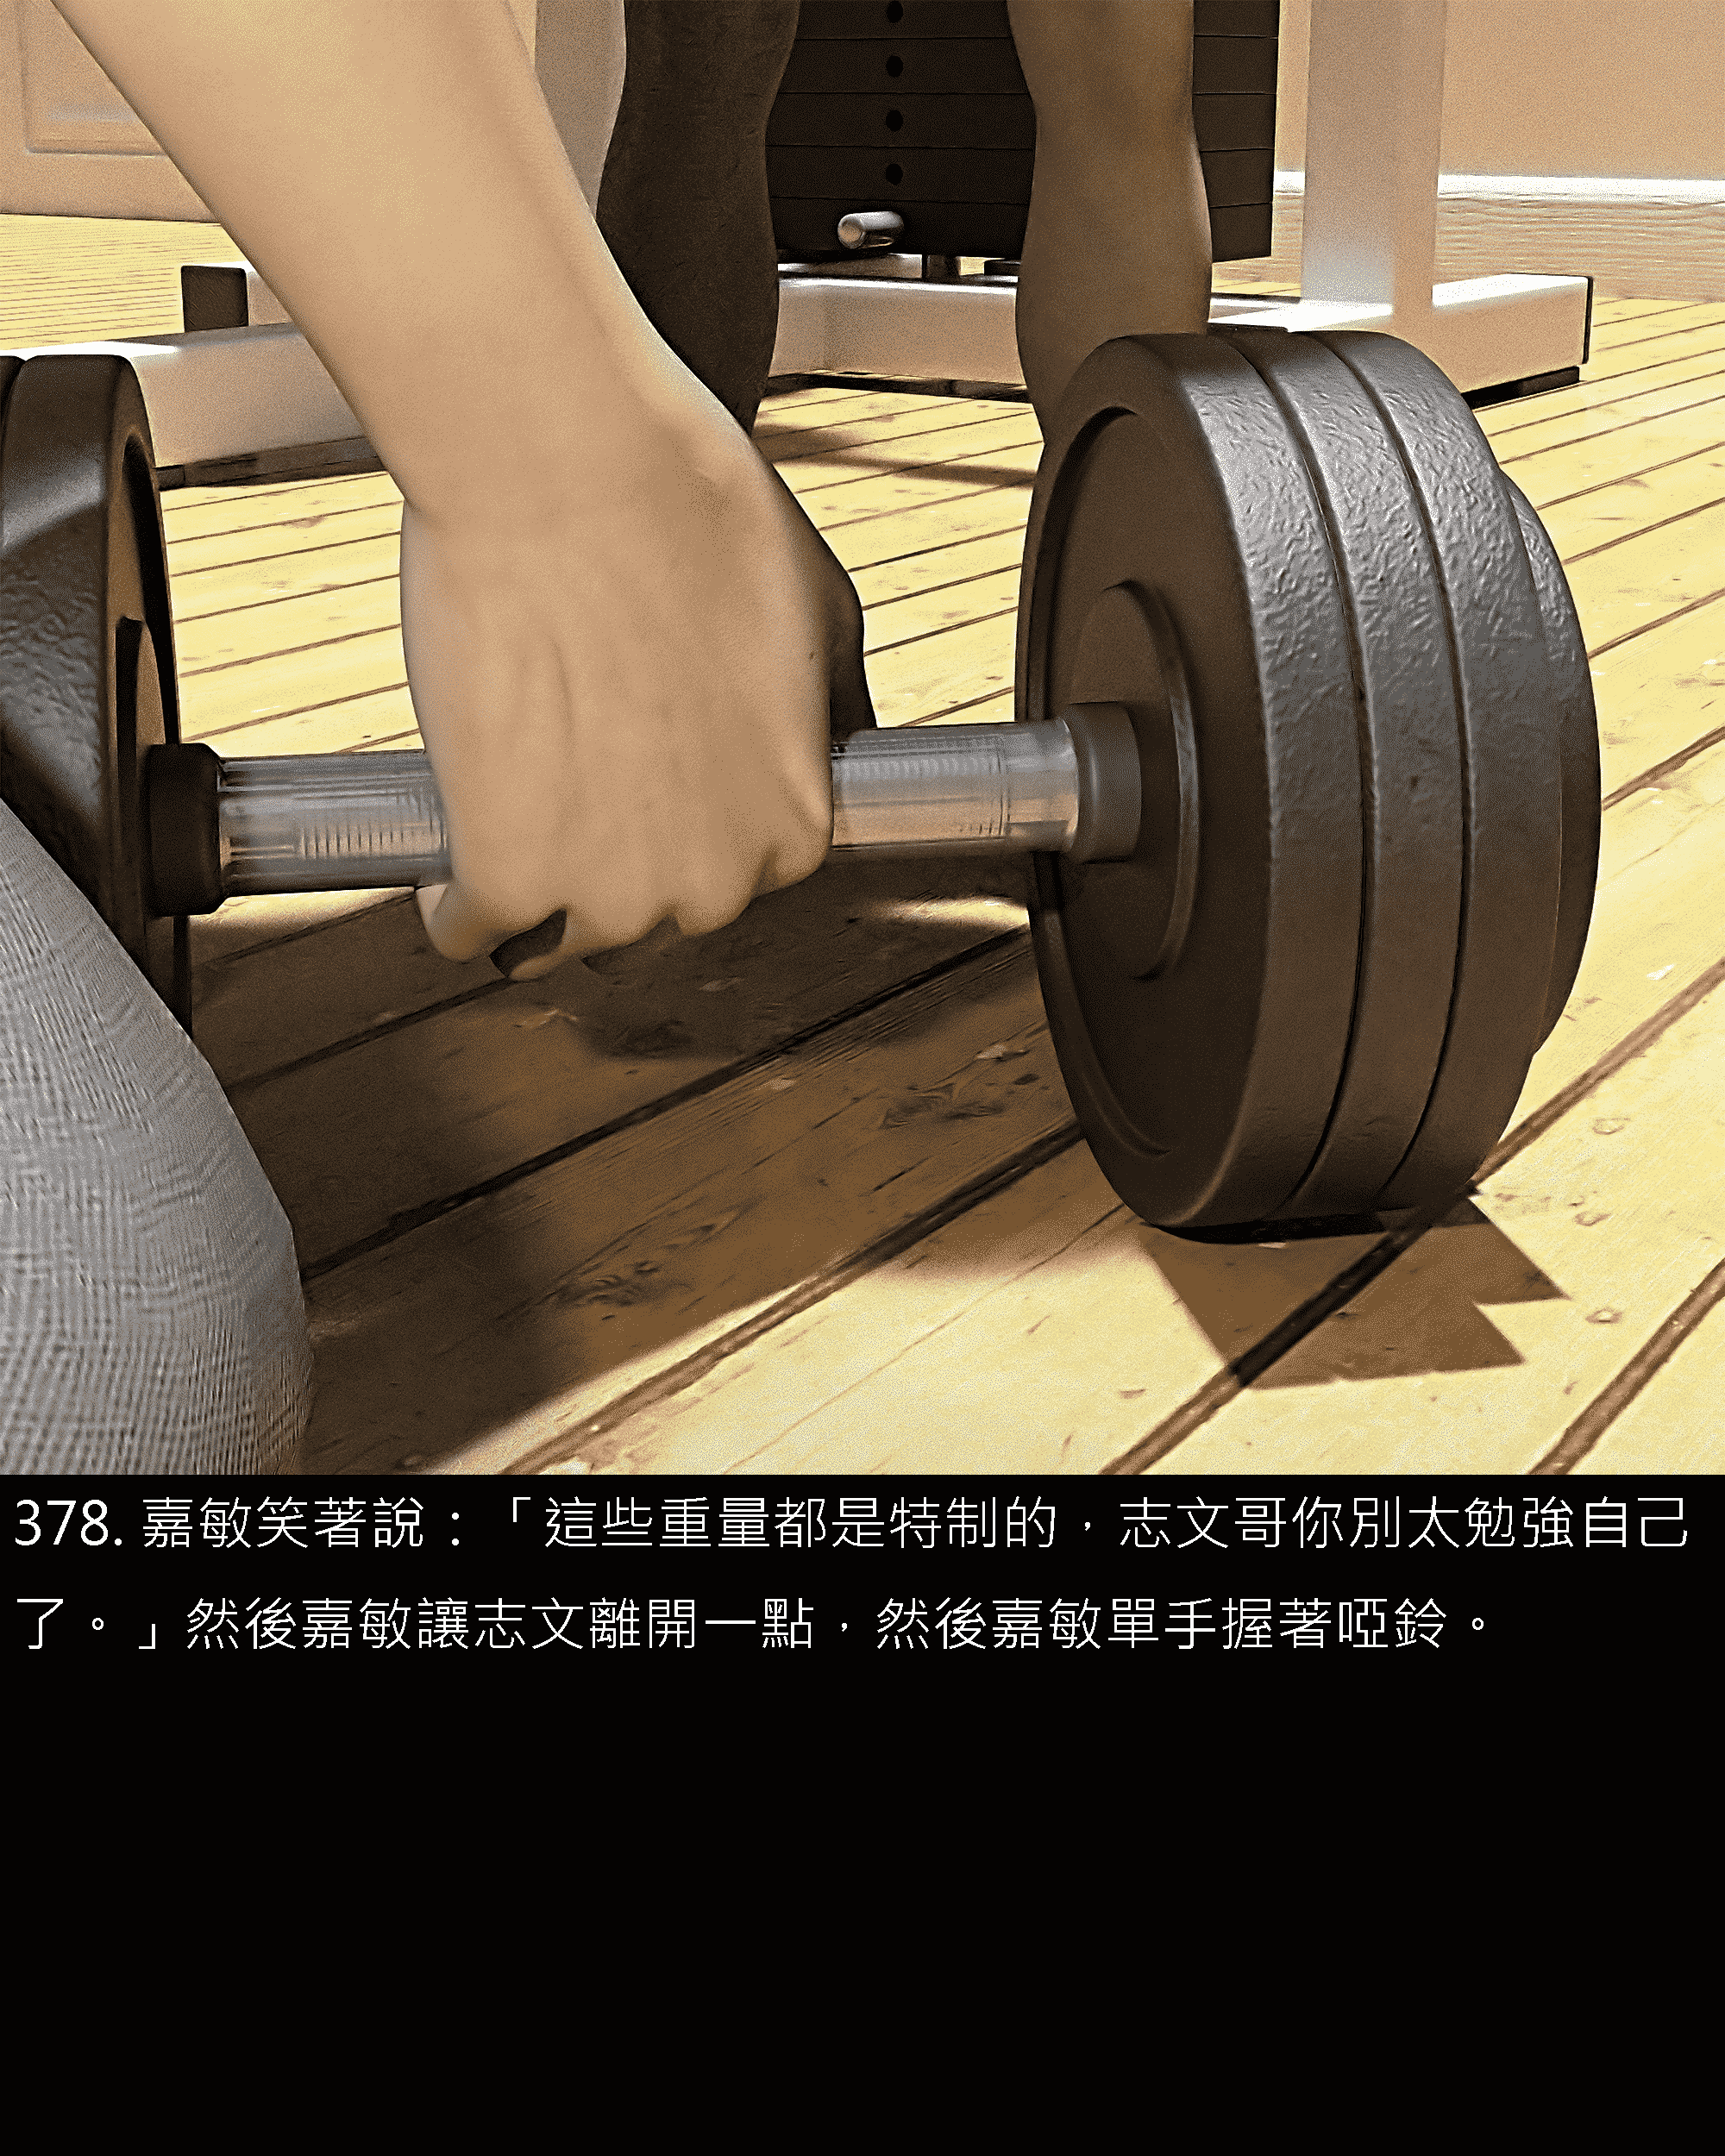 378. 嘉敏笑著說：「這些重量都是特制的，志文哥你別太勉強自己
了。」然後嘉敏讓志文離開一點，然後嘉敏單手握著啞鈴。